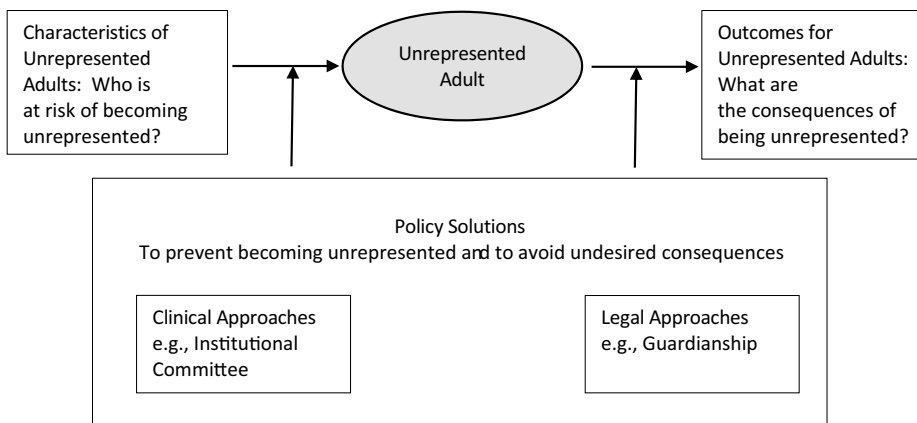 Characteristics of
Unrepresented
Adults: Who is
at risk of becoming
unrepresented?
Unrepresented
Adult
Outcomes for
Unrepresented Adults:
What are
the consequences of
being unrepresented?
Policy Solutions
To prevent becoming unrepresented and to avoid undesired consequences
Clinical Approaches
e.g., Institutional
Committee
Legal Approaches
e.g., Guardianship